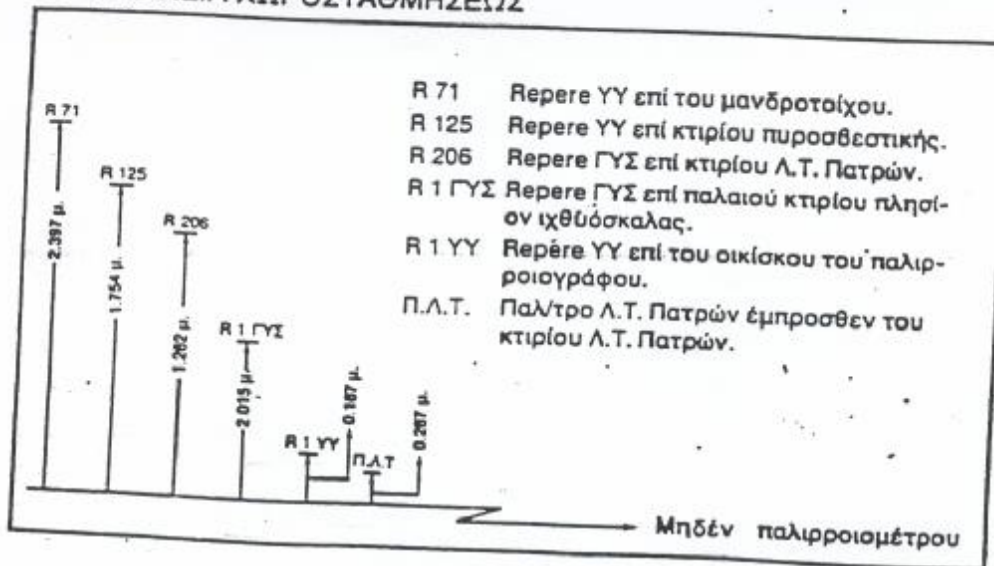 R 71 Repere ΥΥ επί του μανδροτοίχου.
R 125 Repere ΥΥ επί κτιρίου πυροσβεστικής.
R 206 Repere ΓΥΣ επί κτιρίου Λ.Τ. Πατρών.
R 1 ΓΥΣ Repere ΓΥΣ επί παλαιού κτιρίου πλησί-
ον ιχθυόσκαλας.
R 1 ΥΥ Repère ΥΥ επί του οικίσκου του παλιρ-
ροιογράφου.
Π.Λ.Τ. Παλ/τρο Λ.Τ. Πατρών έμπροσθεν του
κτιρίου Λ.Τ. Πατρών.
R 71
2.397 μ.
R 125
1.754 μ.
R 206
1.262 μ.
R 1 ΓΥΣ
2 015 μ
R 1 ΥΥ
0.167 μ.
Π.Λ.Τ
0.267 μ.
Μηδέν παλιρροιομέτρου